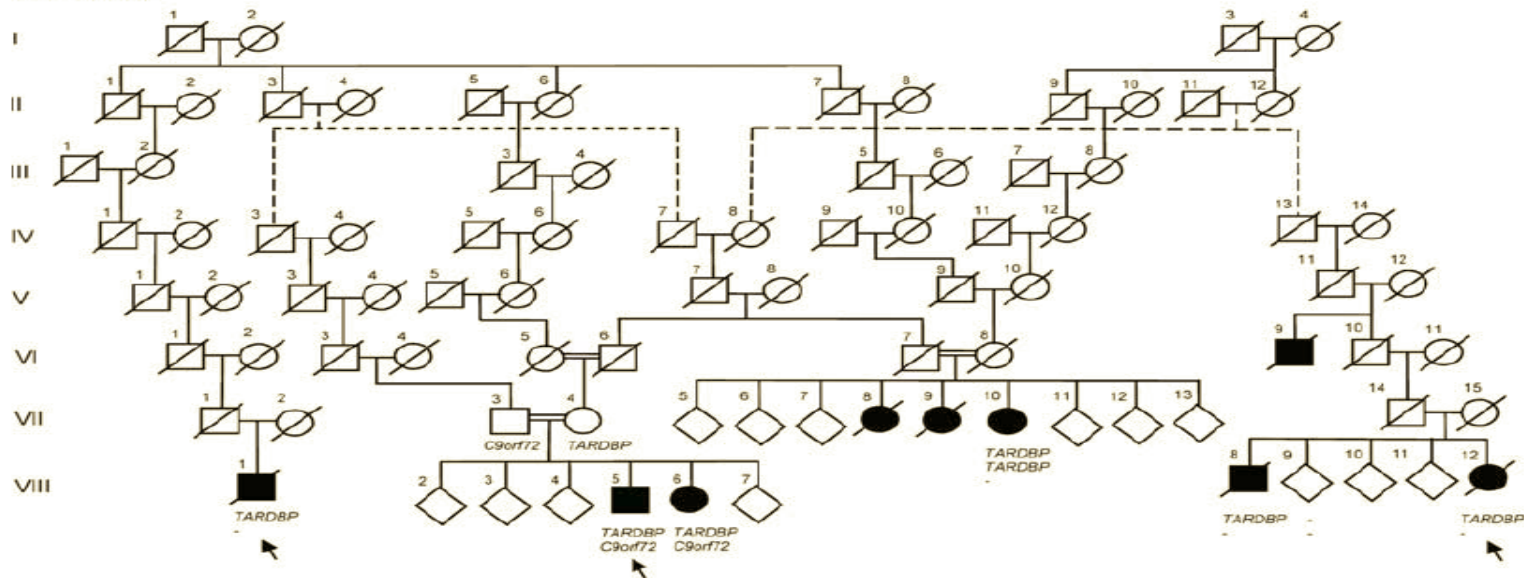 1 2 3 4
I
1 2 3 4 5 6 7 8 9 10 11 12
II
1 2 3 4 5 6 7 8
III
1 2 3 4 5 6 7 8 9 10 11 12 13 14
IV
1 2 3 4 5 6 7 8 9 10 11 12
V
1 2 3 4 5 6 7 8 9 10 11
VI
1 2 3 4 5 6 7 8 9 10 11 12 13 14 15
VII
C9orf72 TARDBP
TARDBP
TARDBP
-
1 2 3 4 5 6 7 8 9 10 11 12
VIII
TARDBP
-
TARDBP TARDBP
C9orf72 C9orf72
TARDBP - TARDBP
- - -